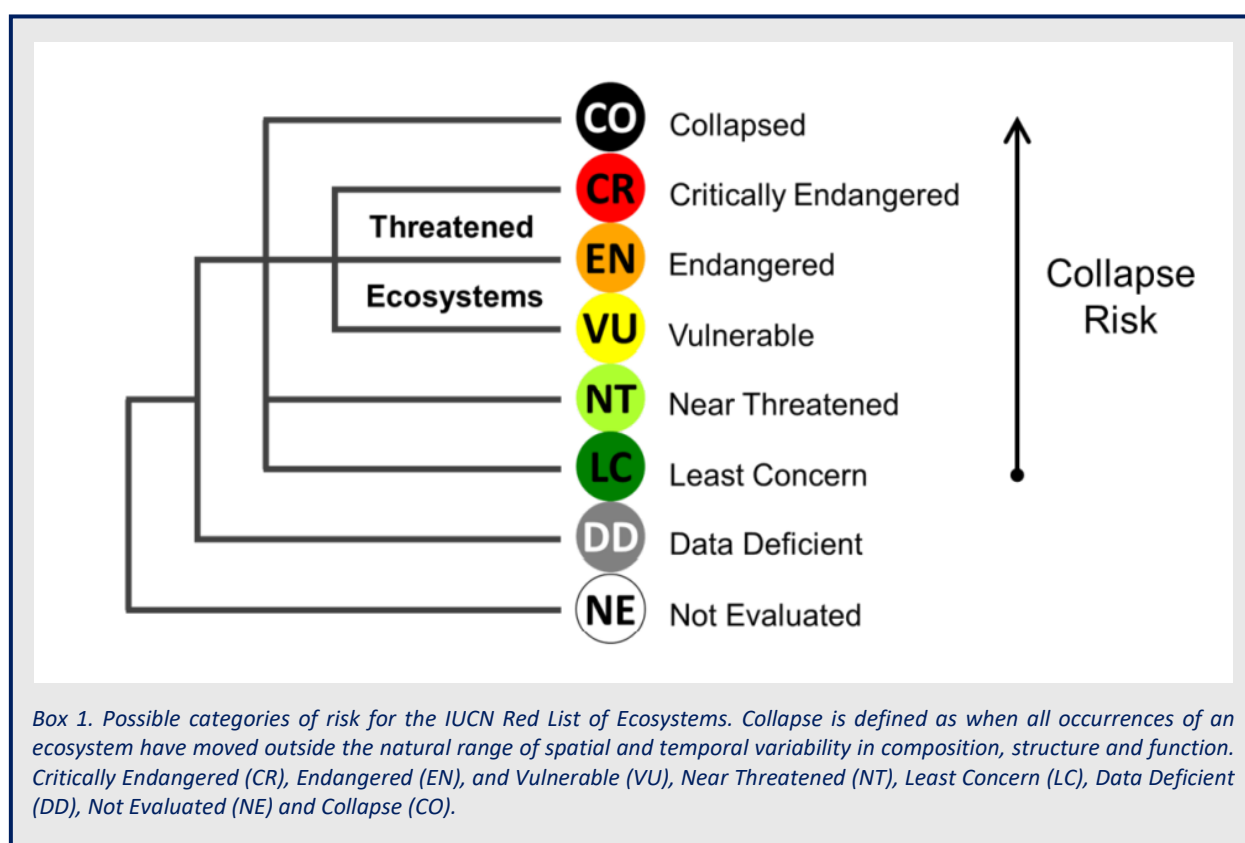 CO Collapsed
CR Critically Endangered
Threatened
EN Endangered
Ecosystems
VU Vulnerable
NT Near Threatened
LC Least Concern
DD Data Deficient
NE Not Evaluated
Collapse
Risk
Box 1. Possible categories of risk for the IUCN Red List of Ecosystems. Collapse is defined as when all occurrences of an
ecosystem have moved outside the natural range of spatial and temporal variability in composition, structure and function.
Critically Endangered (CR), Endangered (EN), and Vulnerable (VU), Near Threatened (NT), Least Concern (LC), Data Deficient
(DD), Not Evaluated (NE) and Collapse (CO).